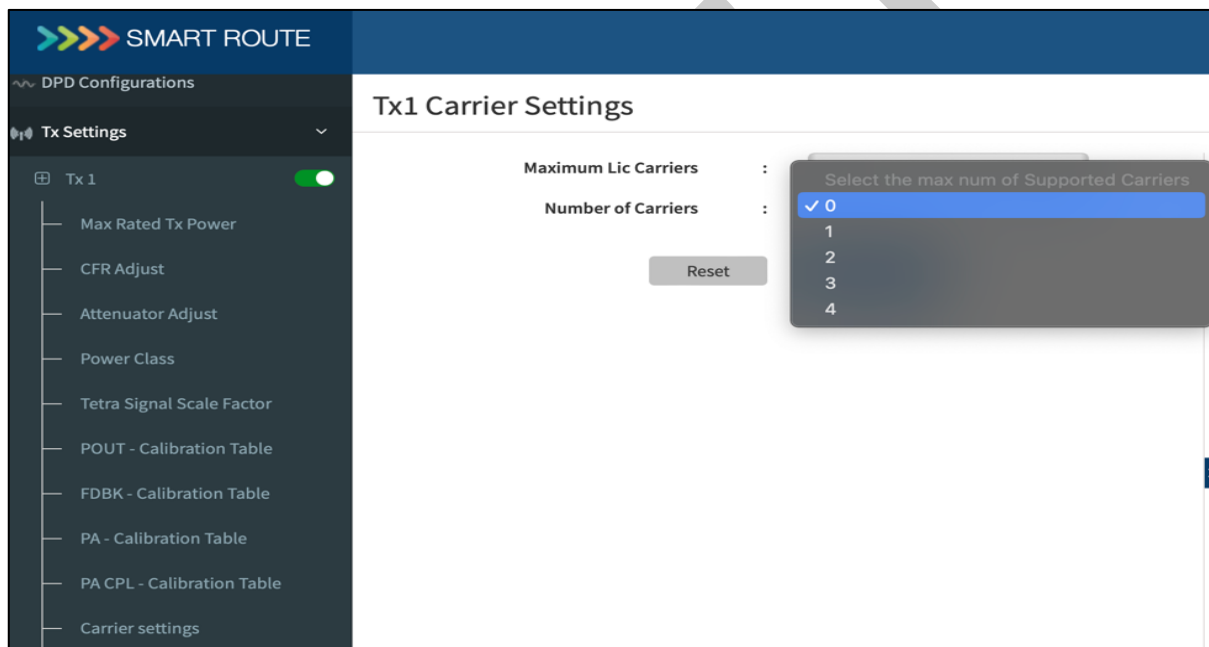 SMART ROUTE
DPD Configurations
Tx Settings
Tx 1
Max Rated Tx Power
CFR Adjust
Attenuator Adjust
Power Class
Tetra Signal Scale Factor
POUT - Calibration Table
FDBK - Calibration Table
PA - Calibration Table
PA CPL - Calibration Table
Carrier settings
Tx1 Carrier Settings
Maximum Lic Carriers :
Number of Carriers :
Select the max num of Supported Carriers
✓ 0
1
2
3
4
Reset